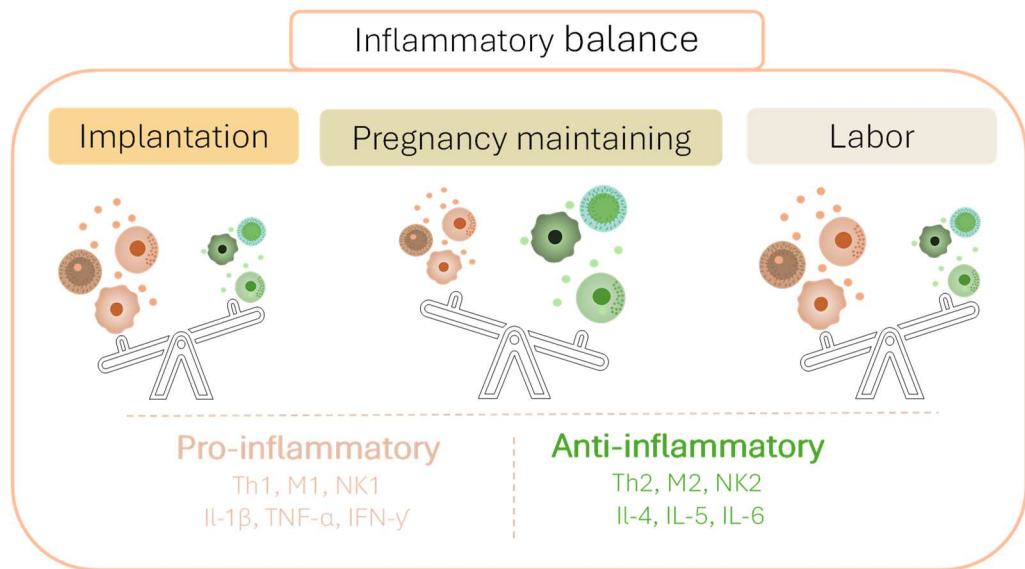 Inflammatory balance
Implantation
Pregnancy maintaining
Labor
Pro-inflammatory
Th1, M1, NK1
Il-1β, TNF-α, IFN-γ
Anti-inflammatory
Th2, M2, NK2
Il-4, IL-5, IL-6